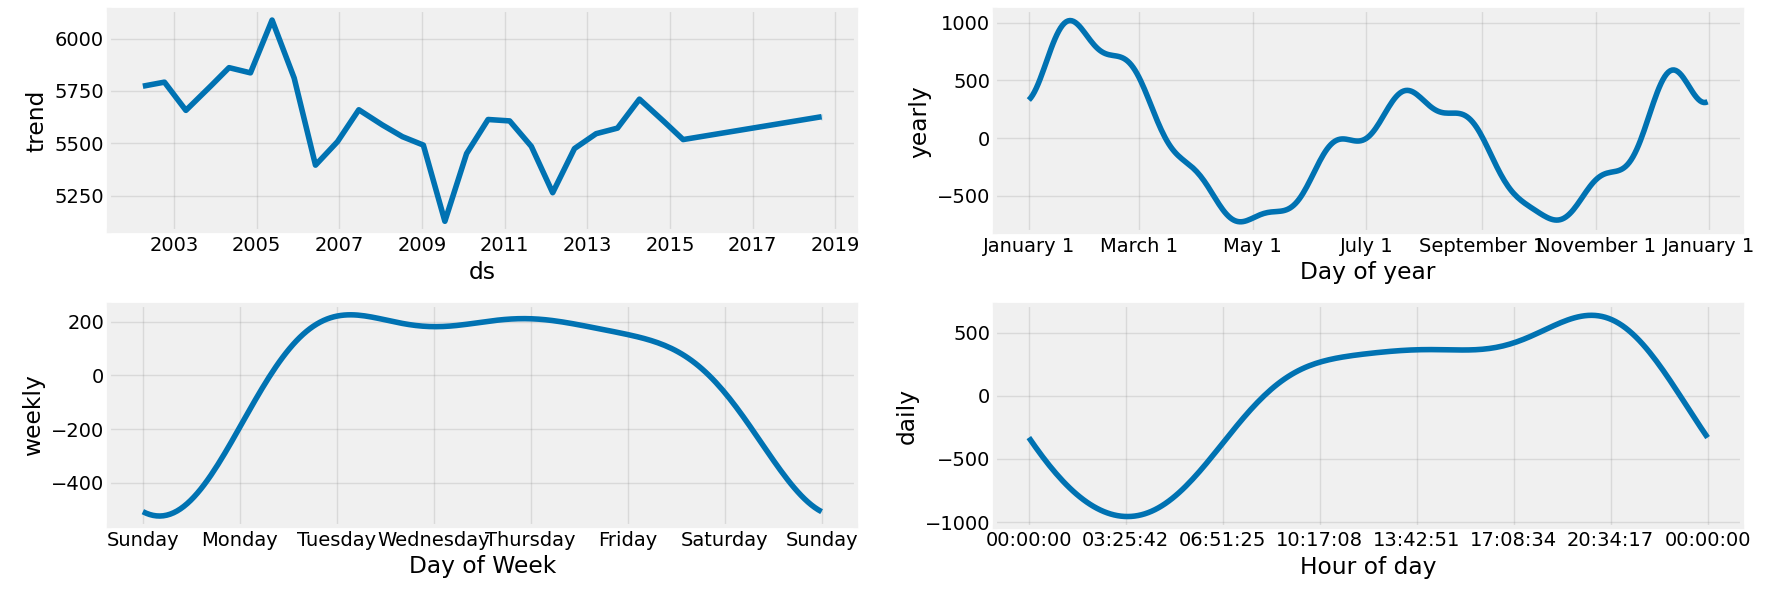 trend
6000
5750
5500
5250
2003 2005 2007 2009 2011 2013 2015 2017 2019
ds
yearly
1000
500
0
−500
January 1 March 1 May 1 July 1 September 1 November 1 January 1
Day of year
weekly
200
0
−200
−400
Sunday Monday Tuesday Wednesday Thursday Friday Saturday Sunday
Day of Week
daily
500
0
−500
−1000
00:00:00 03:25:42 06:51:25 10:17:08 13:42:51 17:08:34 20:34:17 00:00:00
Hour of day